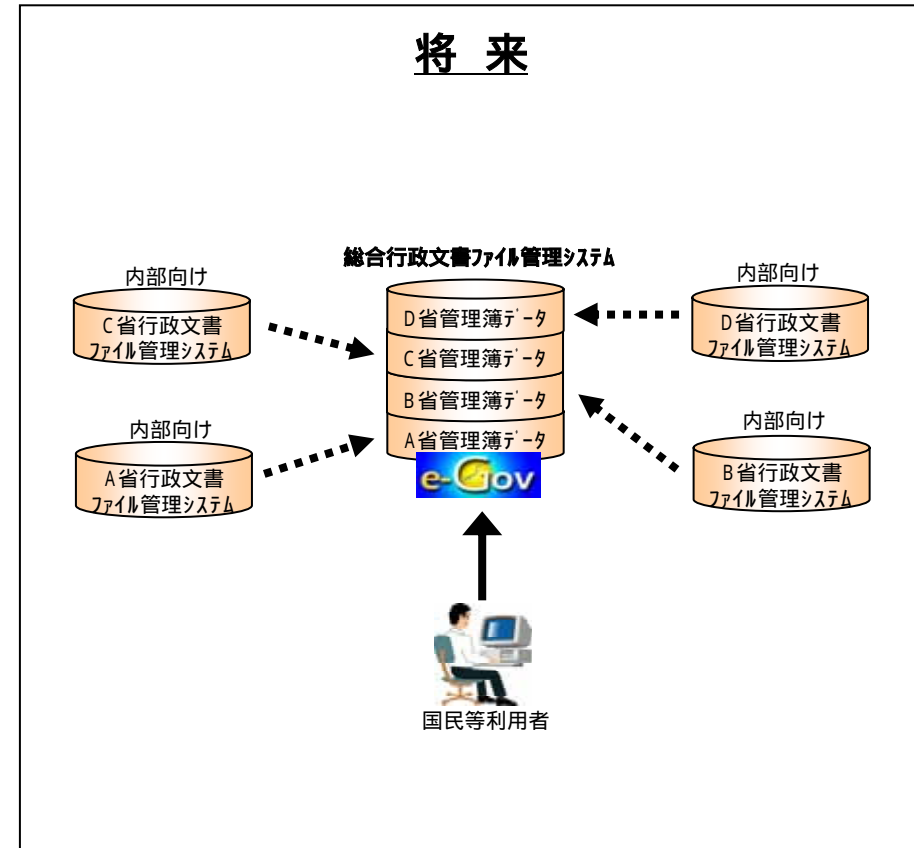 将 来
総合行政文書ﾌｧｲﾙ管理ｼｽﾃﾑ
内部向け
C省行政文書
ﾌｧｲﾙ管理ｼｽﾃﾑ
内部向け
A省行政文書
ﾌｧｲﾙ管理ｼｽﾃﾑ
D省管理簿ﾃﾞｰﾀ
C省管理簿ﾃﾞｰﾀ
B省管理簿ﾃﾞｰﾀ
A省管理簿ﾃﾞｰﾀ
e-Gov
内部向け
D省行政文書
ﾌｧｲﾙ管理ｼｽﾃﾑ
内部向け
B省行政文書
ﾌｧｲﾙ管理ｼｽﾃﾑ
国民等利用者